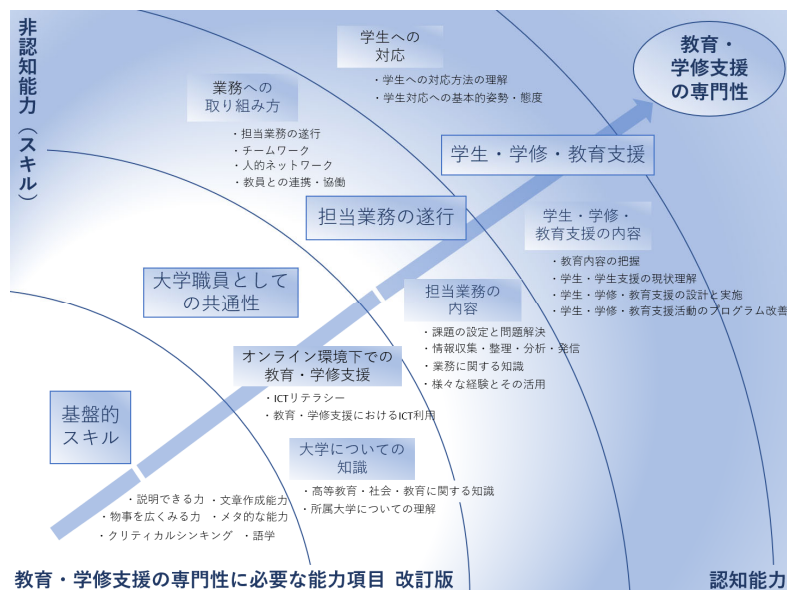 非認知能力（スキル）
学生への
対応
・学生への対応方法の理解
・学生対応への基本的姿勢・態度
教育・
学修支援
の専門性
業務への
取り組み方
・担当業務の遂行
・チームワーク
・人的ネットワーク
・教員との連携・協働
学生・学修・教育支援
担当業務の遂行
学生・学修・
教育支援の内容
・教育内容の把握
・学生・学生支援の現状理解
・学生・学修・教育支援の設計と実施
・学生・学修・教育支援活動のプログラム改善
大学職員として
の共通性
担当業務の
内容
・課題の設定と問題解決
・情報収集・整理・分析・発信
・業務に関する知識
・様々な経験とその活用
オンライン環境下での
教育・学修支援
・ICTリテラシー
・教育・学修支援におけるICT利用
基盤的
スキル
大学についての
知識
・高等教育・社会・教育に関する知識
・所属大学についての理解
・説明できる力 ・文章作成能力
・物事を広くみる力 ・メタ的な能力
・クリティカルシンキング ・語学
教育・学修支援の専門性に必要な能力項目 改訂版
認知能力